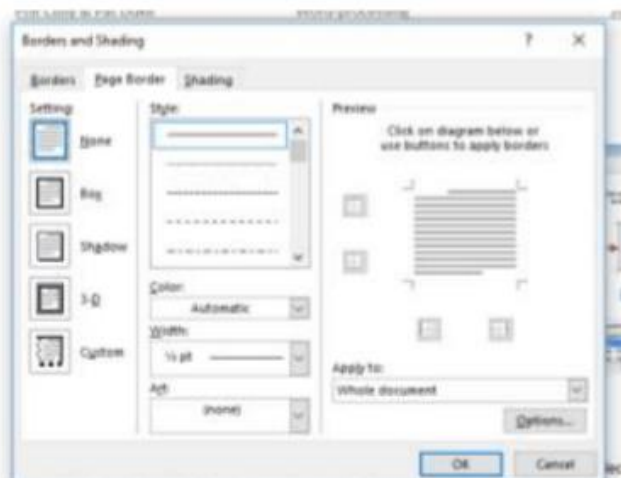 Borders and Shading
? ×
Borders Page Border Shading
Setting:
None
Box
Shadow
3-D
Custom
Style:
Color:
Automatic
Width:
½ pt
Art:
(none)
Preview
Click on diagram below or
use buttons to apply borders
Apply to:
Whole document
Options...
OK Cancel